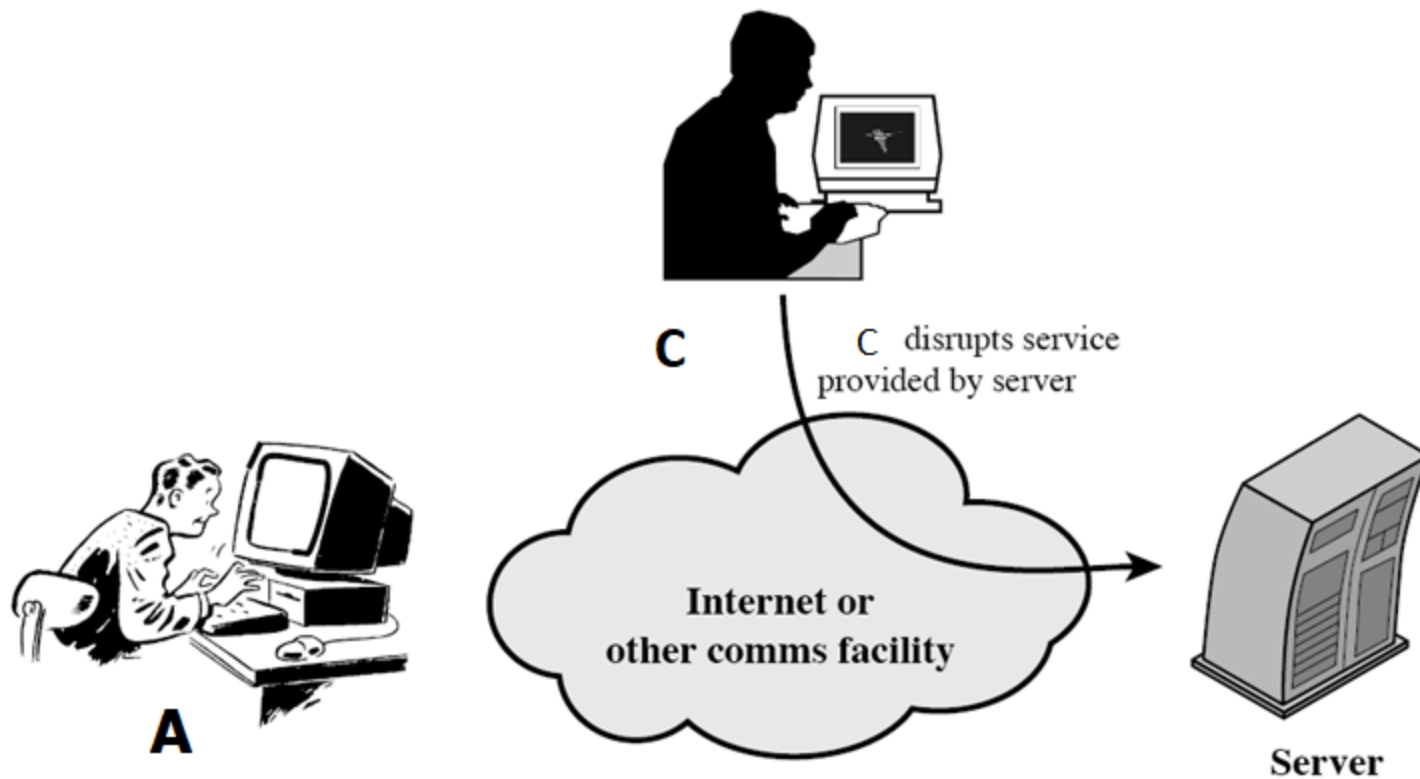 C
C disrupts service
provided by server
Internet or
other comms facility
A
Server